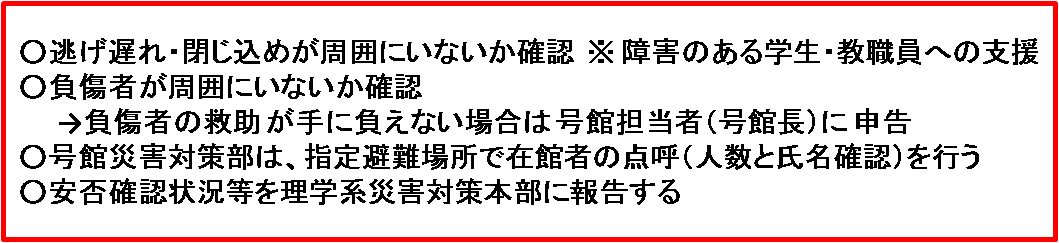 ○逃げ遅れ・閉じ込めが周囲にいないか確認 ※障害のある学生・教職員への支援
○負傷者が周囲にいないか確認
→負傷者の救助が手に負えない場合は号館担当者(号館長)に申告
○号館災害対策部は、指定避難場所で在館者の点呼(人数と氏名確認)を行う
○安否確認状況等を理学系災害対策本部に報告する